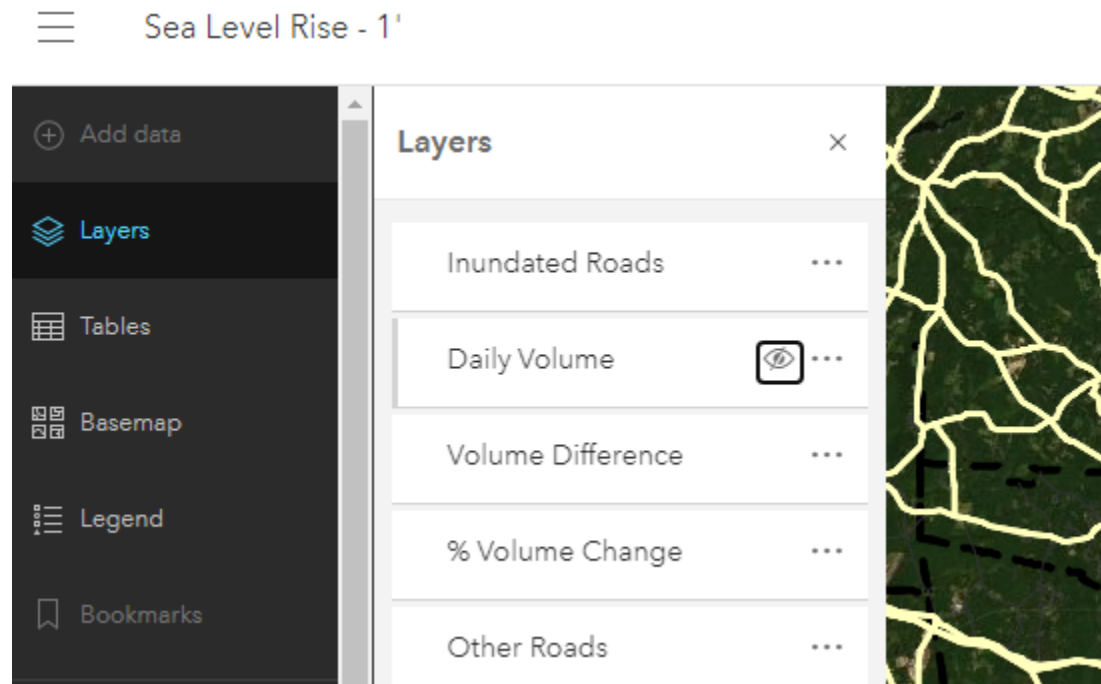 Sea Level Rise - 1'
Add data
Layers
Tables
Basemap
Legend
Bookmarks
Layers
Inundated Roads
Daily Volume
Volume Difference
% Volume Change
Other Roads